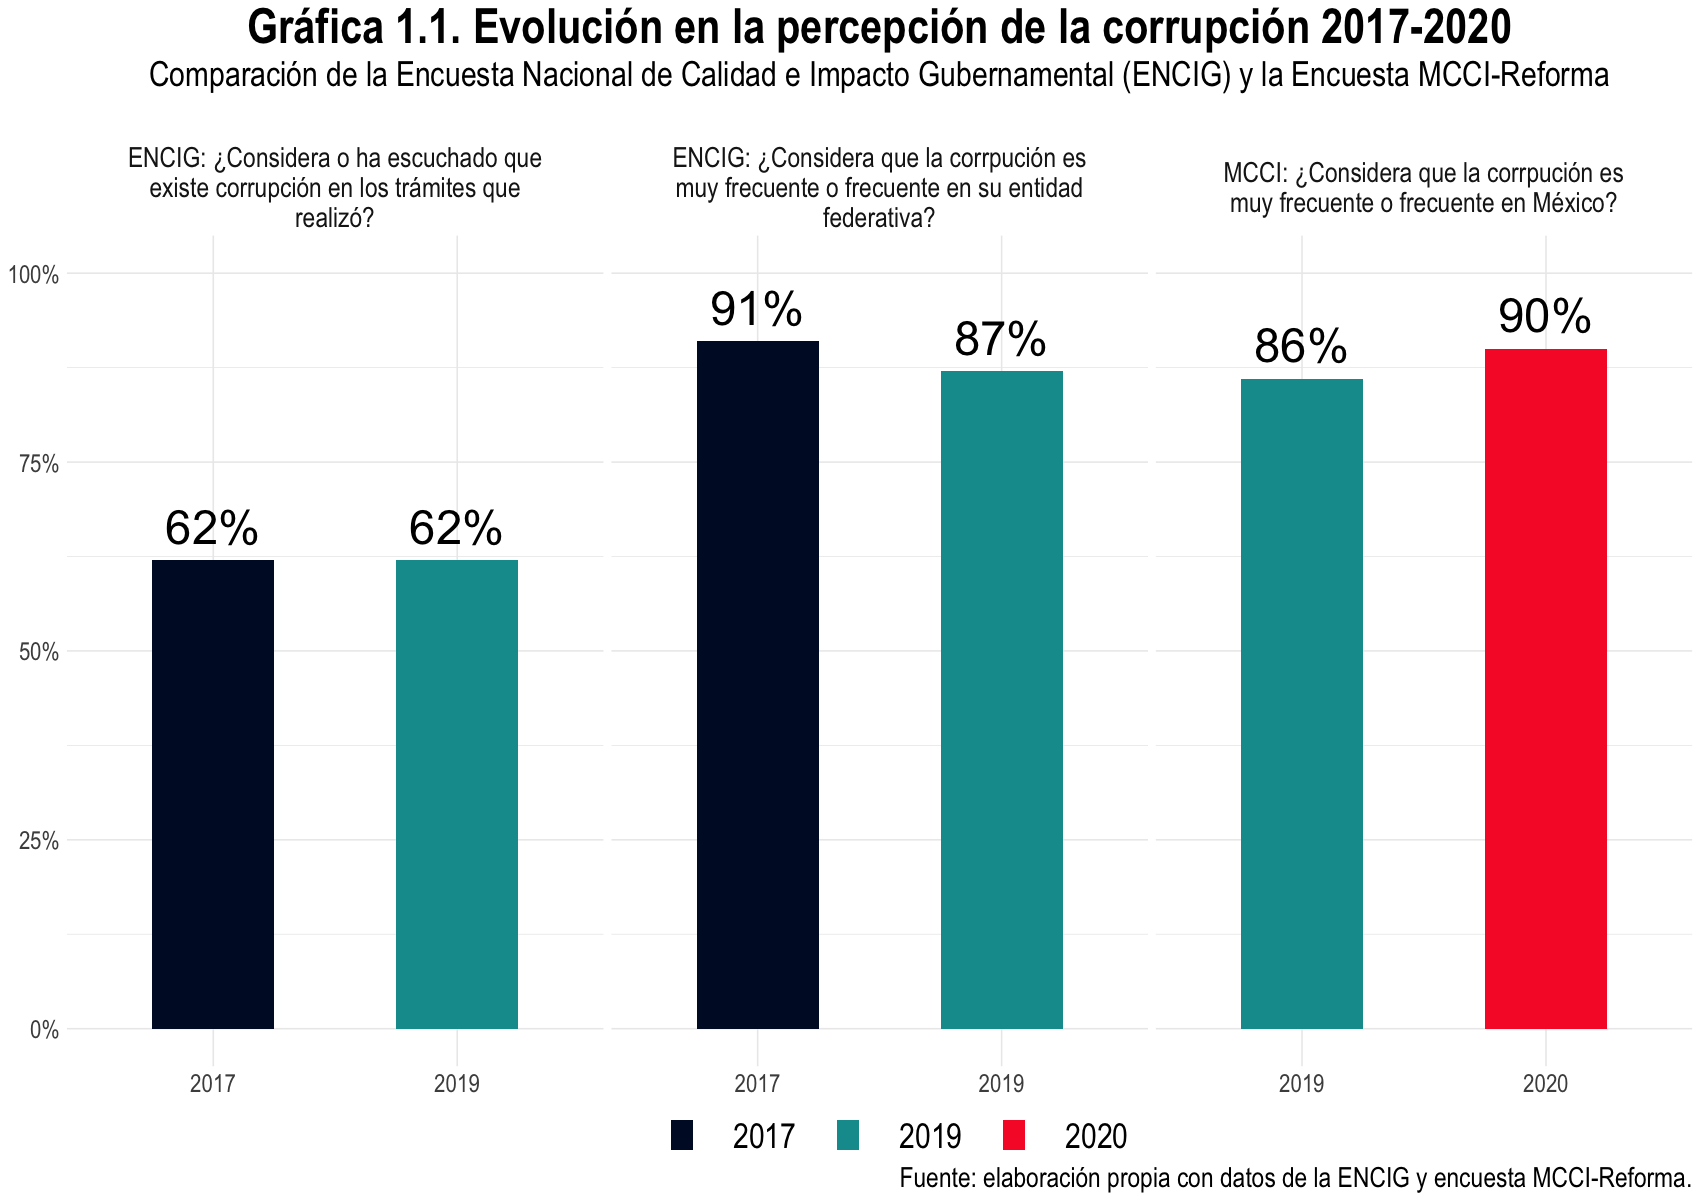 Gráfica 1.1. Evolución en la percepción de la corrupción 2017-2020
Comparación de la Encuesta Nacional de Calidad e Impacto Gubernamental (ENCIG) y la Encuesta MCCI-Reforma
ENCIG: ¿Considera o ha escuchado que
existe corrupción en los trámites que
realizó?
ENCIG: ¿Considera que la corrpución es
muy frecuente o frecuente en su entidad
federativa?
MCCI: ¿Considera que la corrpución es
muy frecuente o frecuente en México?
100%
75%
50%
25%
0%
62%
62%
91%
87%
86%
90%
2017
2019
2017
2019
2019
2020
2017 2019 2020
Fuente: elaboración propia con datos de la ENCIG y encuesta MCCI-Reforma.